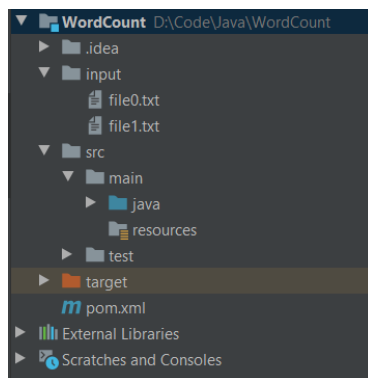 WordCount D:\Code\Java\WordCount
.idea
input
file0.txt
file1.txt
src
main
java
resources
test
target
m pom.xml
External Libraries
Scratches and Consoles